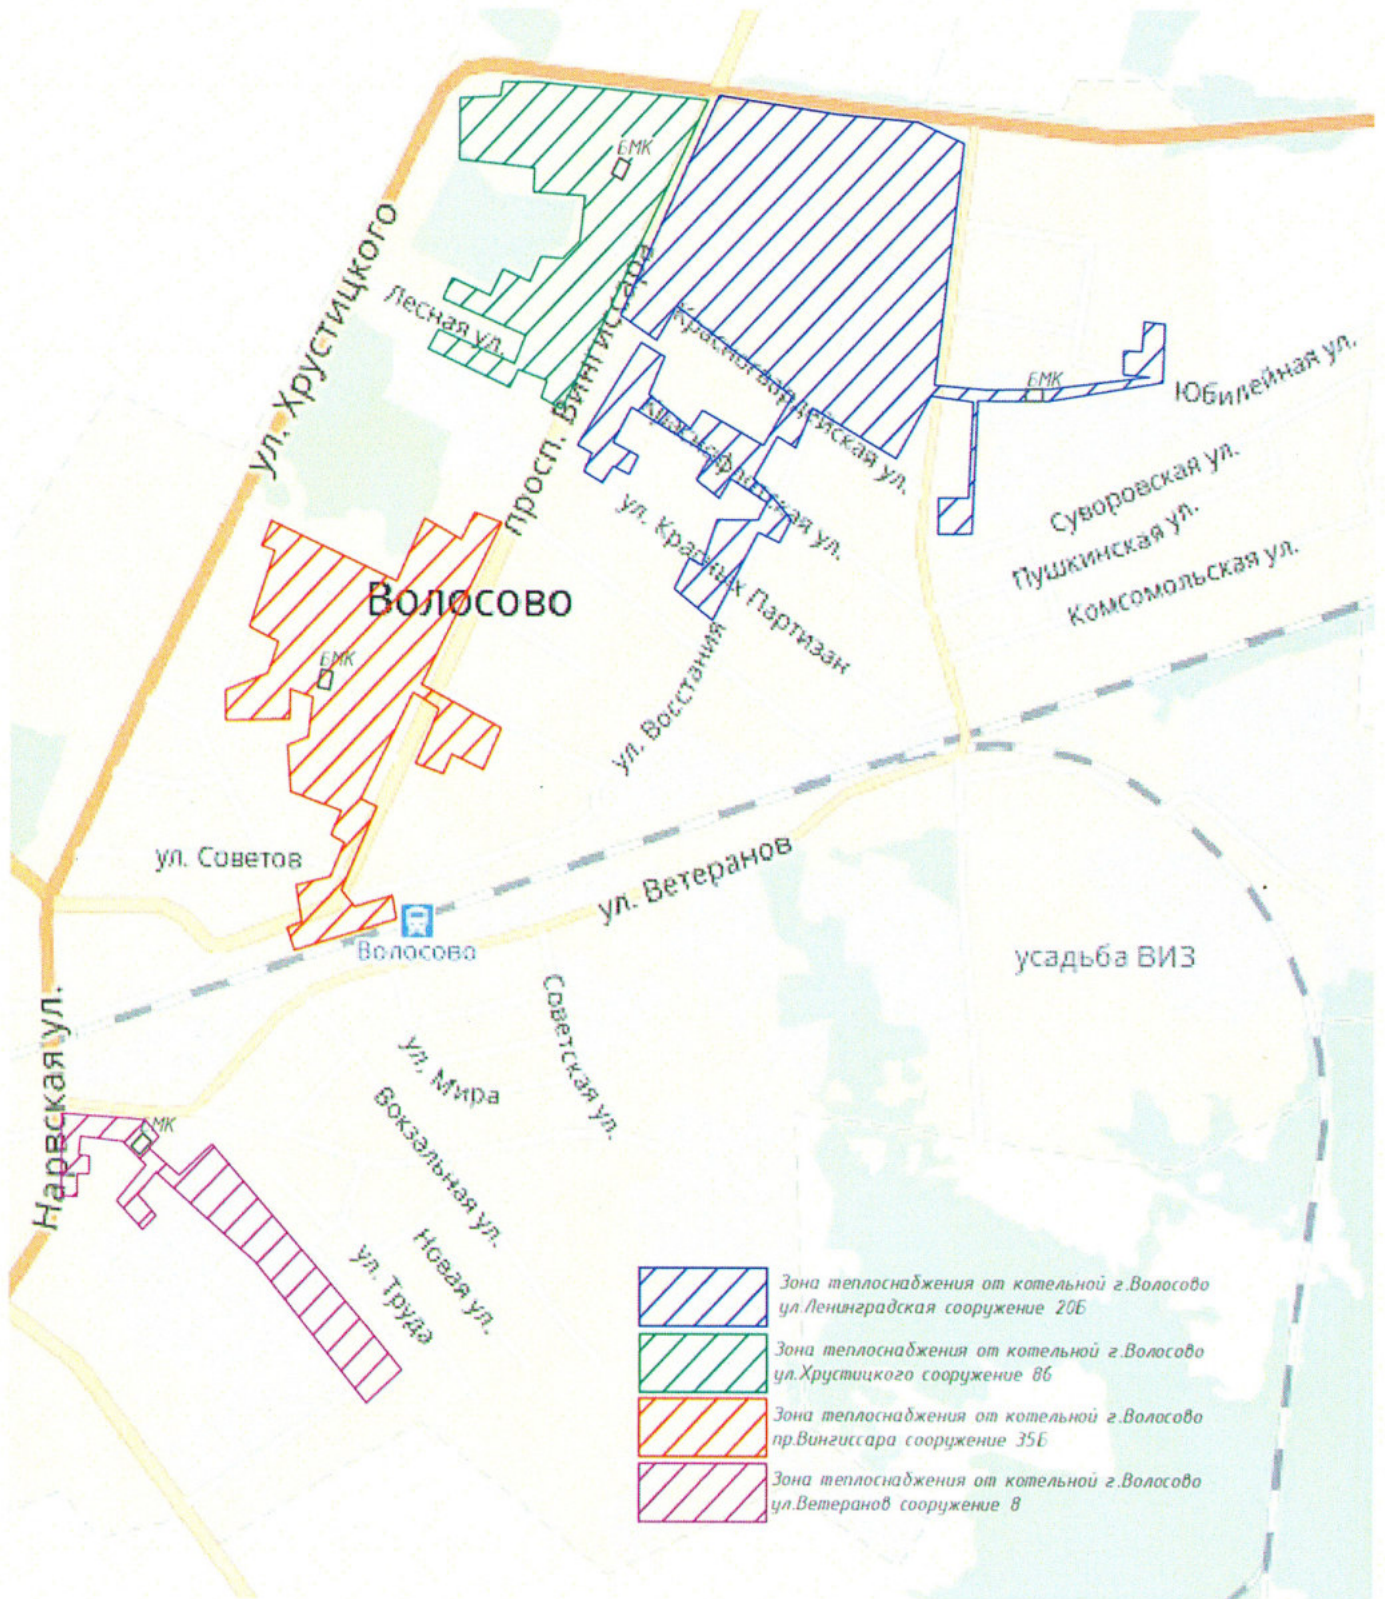 БМК
ул. Хрустицкого
Лесная ул.
просп. Вингиссара
Красногвардейская ул.
БМК
Юбилейная ул.
Краснофлотская ул.
Суворовская ул.
ул. Красных Партизан
Пушкинская ул.
Комсомольская ул.
Волосово
БМК
ул. Восстания
ул. Советов
ул. Ветеранов
Волосово
усадьба ВИЗ
Нарвская ул.
Советская ул.
ул. Мира
Вокзальная ул.
БМК
Новая ул.
ул. Труда
Зона теплоснабжения от котельной г.Волосово
ул.Ленинградская сооружение 20Б
Зона теплоснабжения от котельной г.Волосово
ул.Хрустицкого сооружение 86
Зона теплоснабжения от котельной г.Волосово
пр.Вингиссара сооружение 35Б
Зона теплоснабжения от котельной г.Волосово
ул.Ветеранов сооружение 8